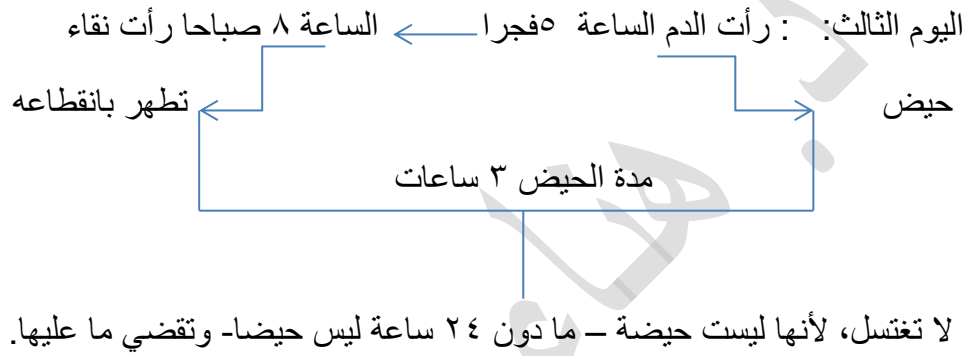 اليوم الثالث: : رأت الدم الساعة ٥فجرا الساعة ٨ صباحا رأت نقاء
حيض تطهر بانقطاعه
مدة الحيض ٣ ساعات
لا تغتسل، لأنها ليست حيضة – ما دون ٢٤ ساعة ليس حيضا- وتقضي ما عليها.